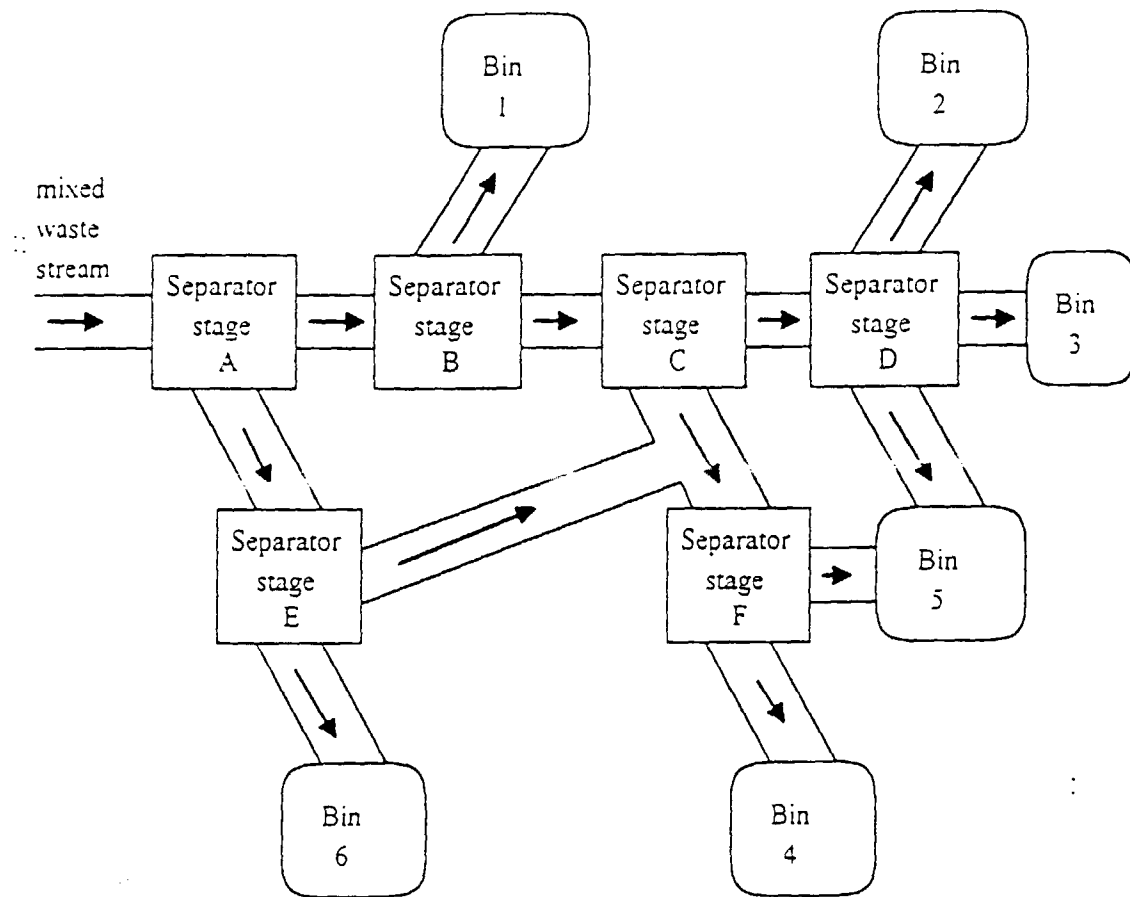 Bin
1
Bin
2
mixed
waste
stream
Separator
stage
A
Separator
stage
B
Separator
stage
C
Separator
stage
D
Bin
3
Separator
stage
E
Separator
stage
F
Bin
5
Bin
6
Bin
4